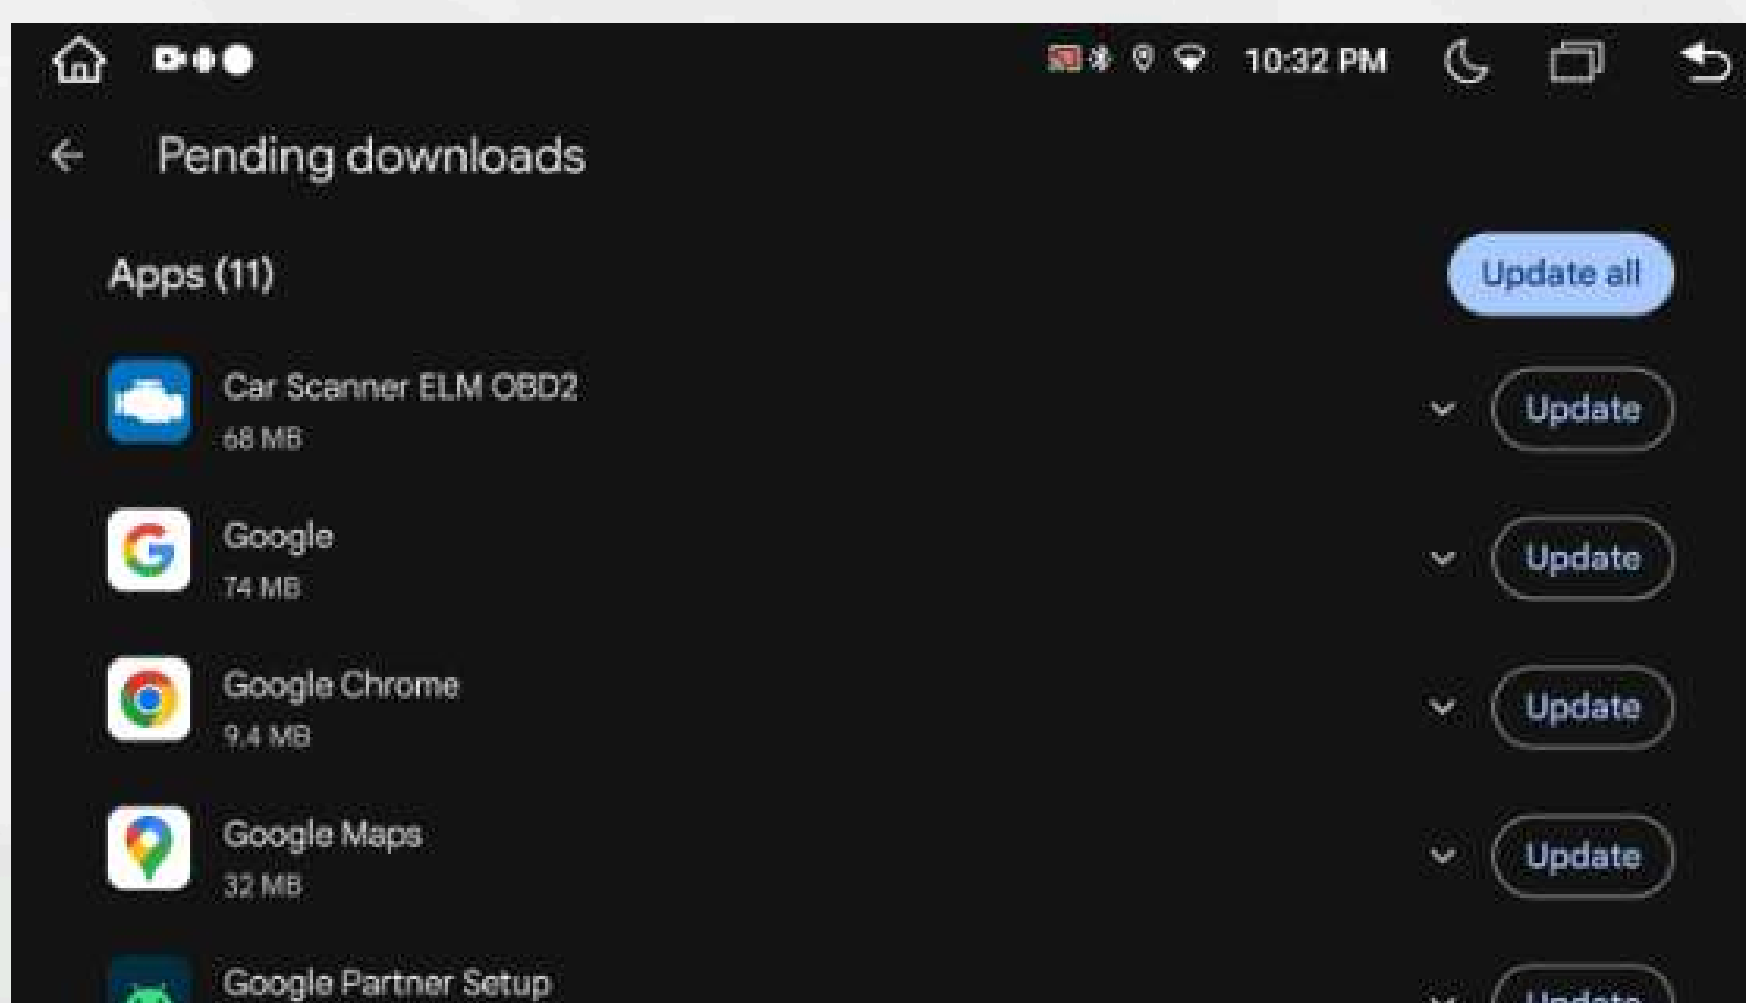 10:32 PM
Pending downloads
Apps (11)
Update all
Car Scanner ELM OBD2
68 MB
Update
Google
74 MB
Update
Google Chrome
9.4 MB
Update
Google Maps
32 MB
Update
Google Partner Setup
Update